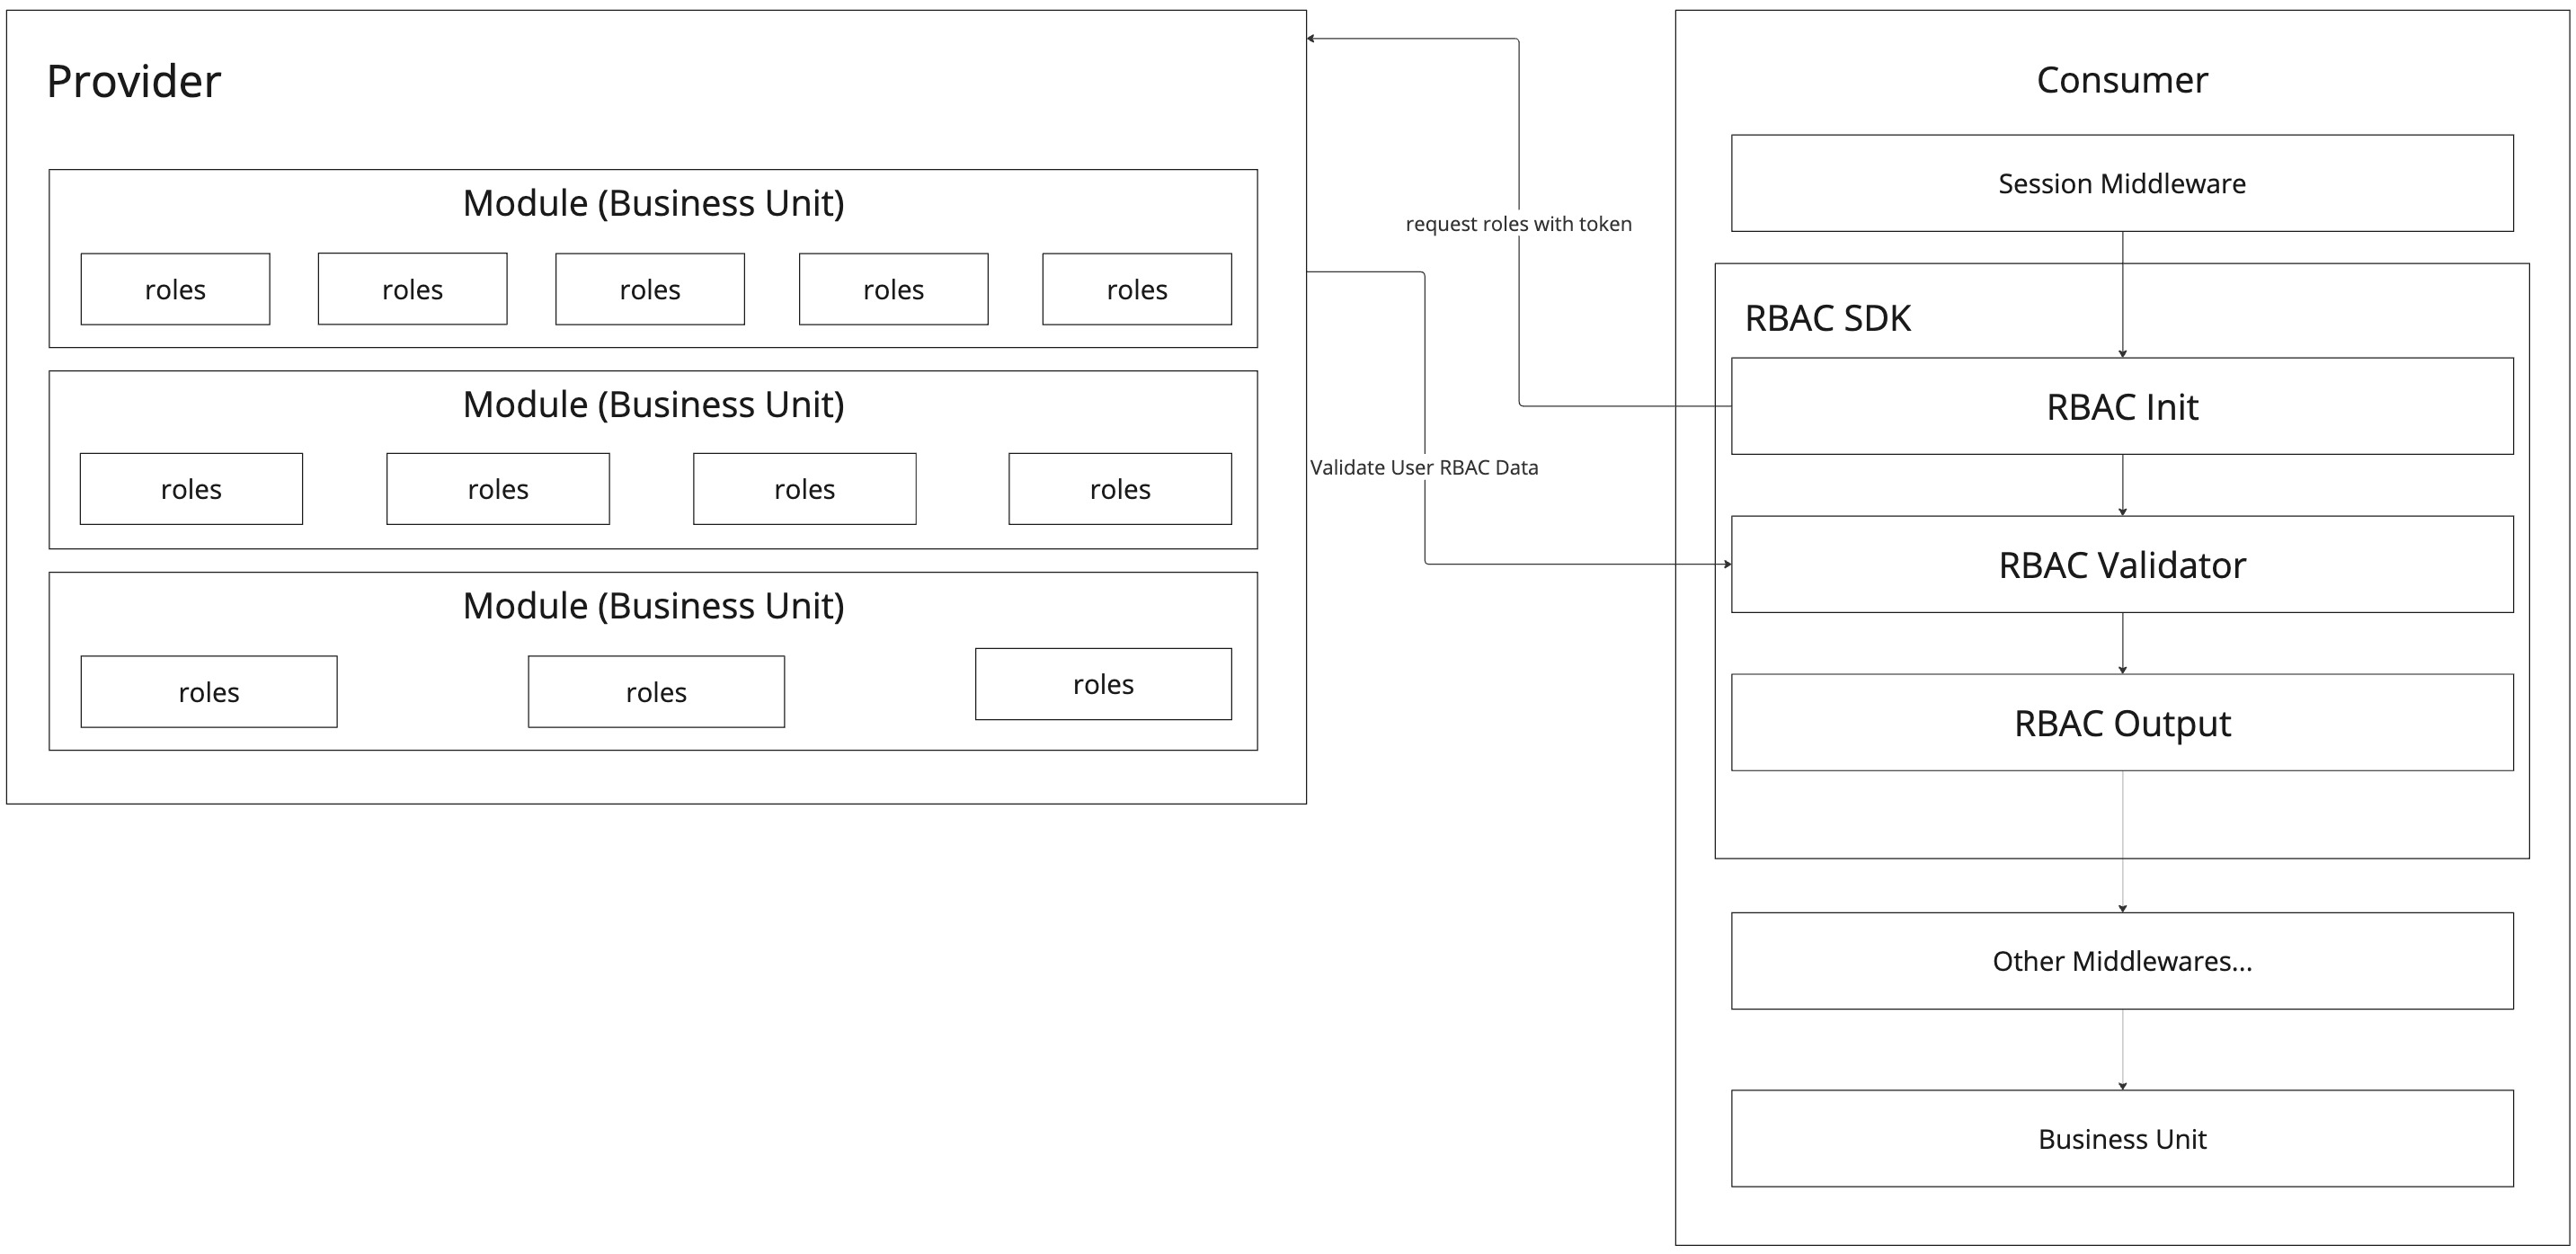 Provider
Module (Business Unit)
roles
roles
roles
roles
roles
Module (Business Unit)
roles
roles
roles
roles
Module (Business Unit)
roles
roles
roles
request roles with token
Validate User RBAC Data
Consumer
Session Middleware
RBAC SDK
RBAC Init
RBAC Validator
RBAC Output
Other Middlewares...
Business Unit